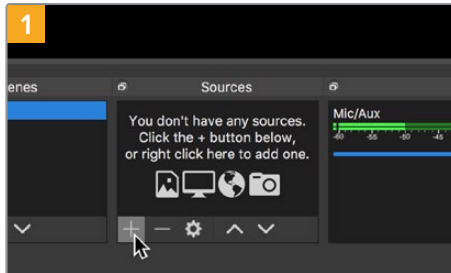 1
enes
Sources
You don't have any sources.
Click the + button below,
or right click here to add one.
Mic/Aux
-60 -55 -50 -45